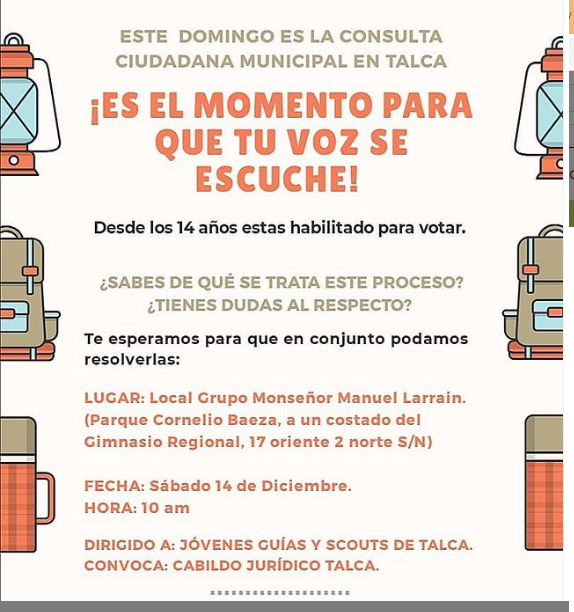 ESTE DOMINGO ES LA CONSULTA
CIUDADANA MUNICIPAL EN TALCA
¡ES EL MOMENTO PARA
QUE TU VOZ SE
ESCUCHE!
Desde los 14 años estas habilitado para votar.
¿SABES DE QUÉ SE TRATA ESTE PROCESO?
¿TIENES DUDAS AL RESPECTO?
Te esperamos para que en conjunto podamos
resolverlas:
LUGAR: Local Grupo Monseñor Manuel Larrain.
(Parque Cornelio Baeza, a un costado del
Gimnasio Regional, 17 oriente 2 norte S/N)
FECHA: Sábado 14 de Diciembre.
HORA: 10 am
DIRIGIDO A: JÓVENES GUÍAS Y SCOUTS DE TALCA.
CONVOCA: CABILDO JURÍDICO TALCA.